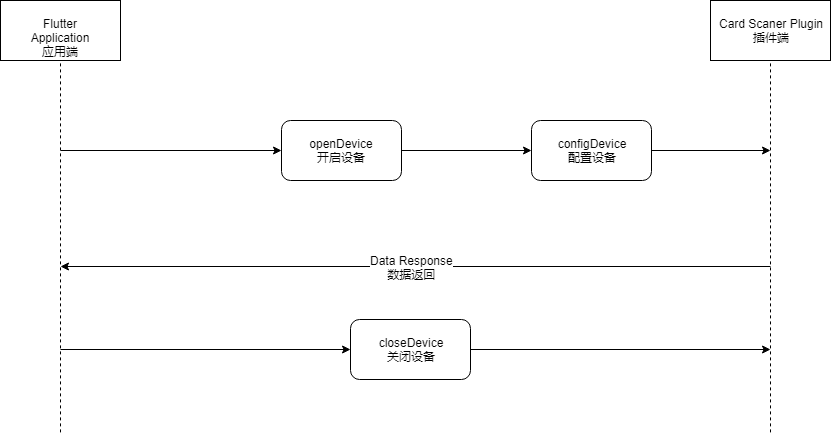 Flutter
Application
应用端
Card Scaner Plugin
插件端
openDevice
开启设备
configDevice
配置设备
Data Response
数据返回
closeDevice
关闭设备